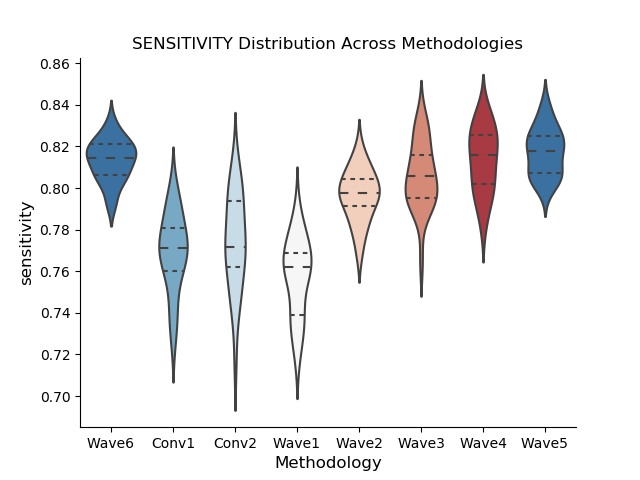 SENSITIVITY Distribution Across Methodologies
0.86
0.84
0.82
0.80
0.78
0.76
0.74
0.72
0.70
sensitivity
Wave6 Conv1 Conv2 Wave1 Wave2 Wave3 Wave4 Wave5
Methodology